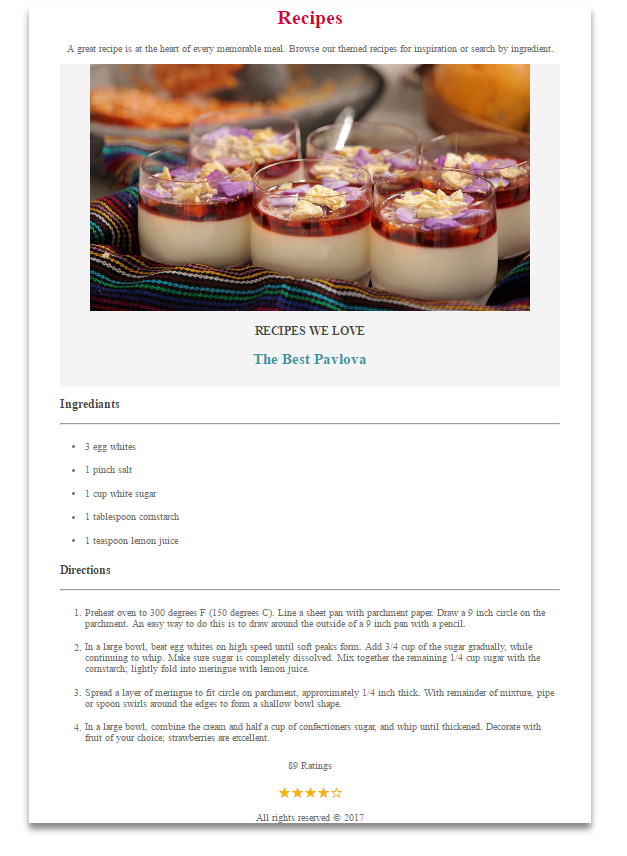 Recipes
A great recipe is at the heart of every memorable meal. Browse our themed recipes for inspiration or search by ingredient.
RECIPES WE LOVE
The Best Pavlova
Ingrediants
• 3 egg whites
• 1 pinch salt
• 1 cup white sugar
• 1 tablespoon cornstarch
• 1 teaspoon lemon juice
Directions
1. Preheat oven to 300 degrees F (150 degrees C). Line a sheet pan with parchment paper. Draw a 9 inch circle on the
parchment. An easy way to do this is to draw around the outside of a 9 inch pan with a pencil.
2. In a large bowl, beat egg whites on high speed until soft peaks form. Add 3/4 cup of the sugar gradually, while
continuing to whip. Make sure sugar is completely dissolved. Mix together the remaining 1/4 cup sugar with the
cornstarch; lightly fold into meringue with lemon juice.
3. Spread a layer of meringue to fit circle on parchment, approximately 1/4 inch thick. With remainder of mixture, pipe
or spoon swirls around the edges to form a shallow bowl shape.
4. In a large bowl, combine the cream and half a cup of confectioners sugar, and whip until thickened. Decorate with
fruit of your choice; strawberries are excellent.
89 Ratings
★★★★☆
All rights reserved © 2017